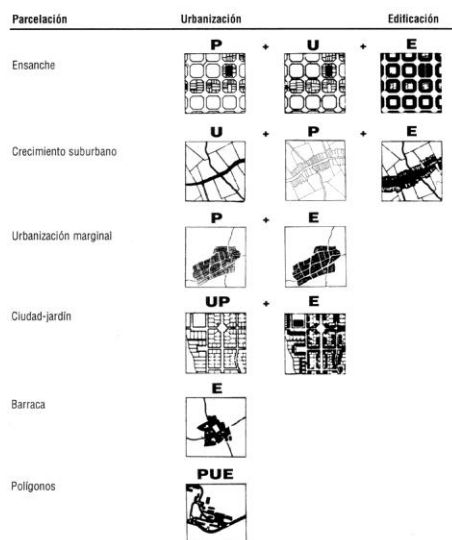 Parcelación Urbanización Edificación
P + U + E
Ensanche
U + P + E
Crecimiento suburbano
P + E
Urbanización marginal
UP + E
Ciudad-jardín
E
Barraca
PUE
Polígonos